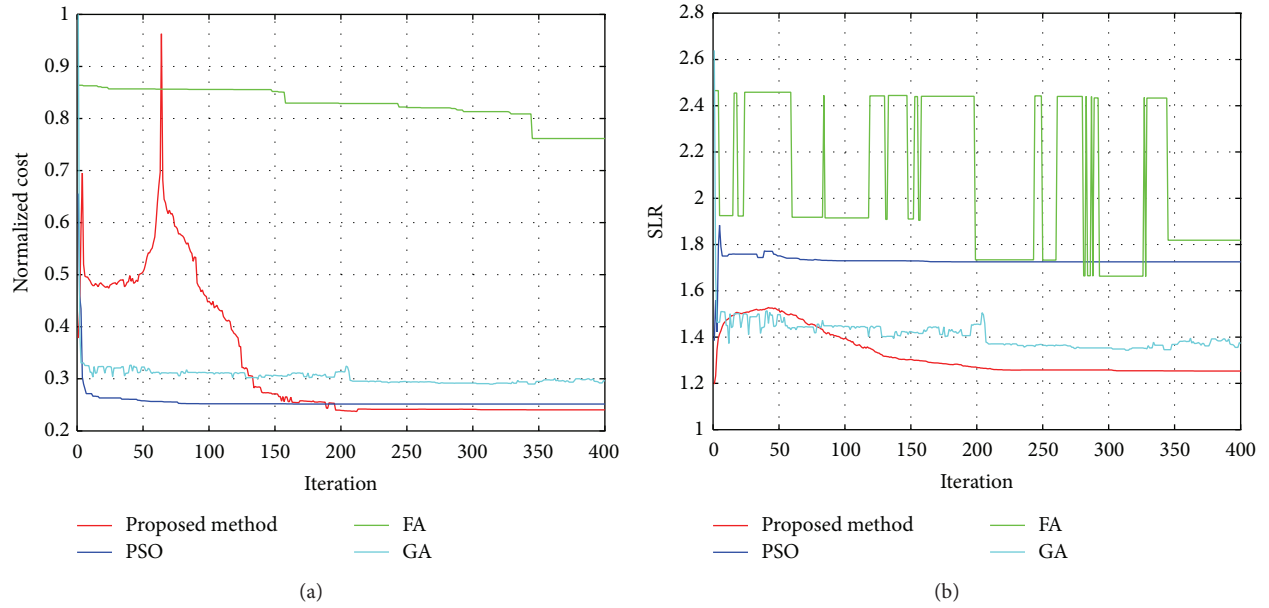 1
0.9
0.8
0.7
0.6
0.5
0.4
0.3
0.2
Normalized cost
0 50 100 150 200 250 300 350 400
Iteration
Proposed method
PSO
FA
GA
(a)
2.8
2.6
2.4
2.2
2
1.8
1.6
1.4
1.2
1
SLR
0 50 100 150 200 250 300 350 400
Iteration
Proposed method
PSO
FA
GA
(b)